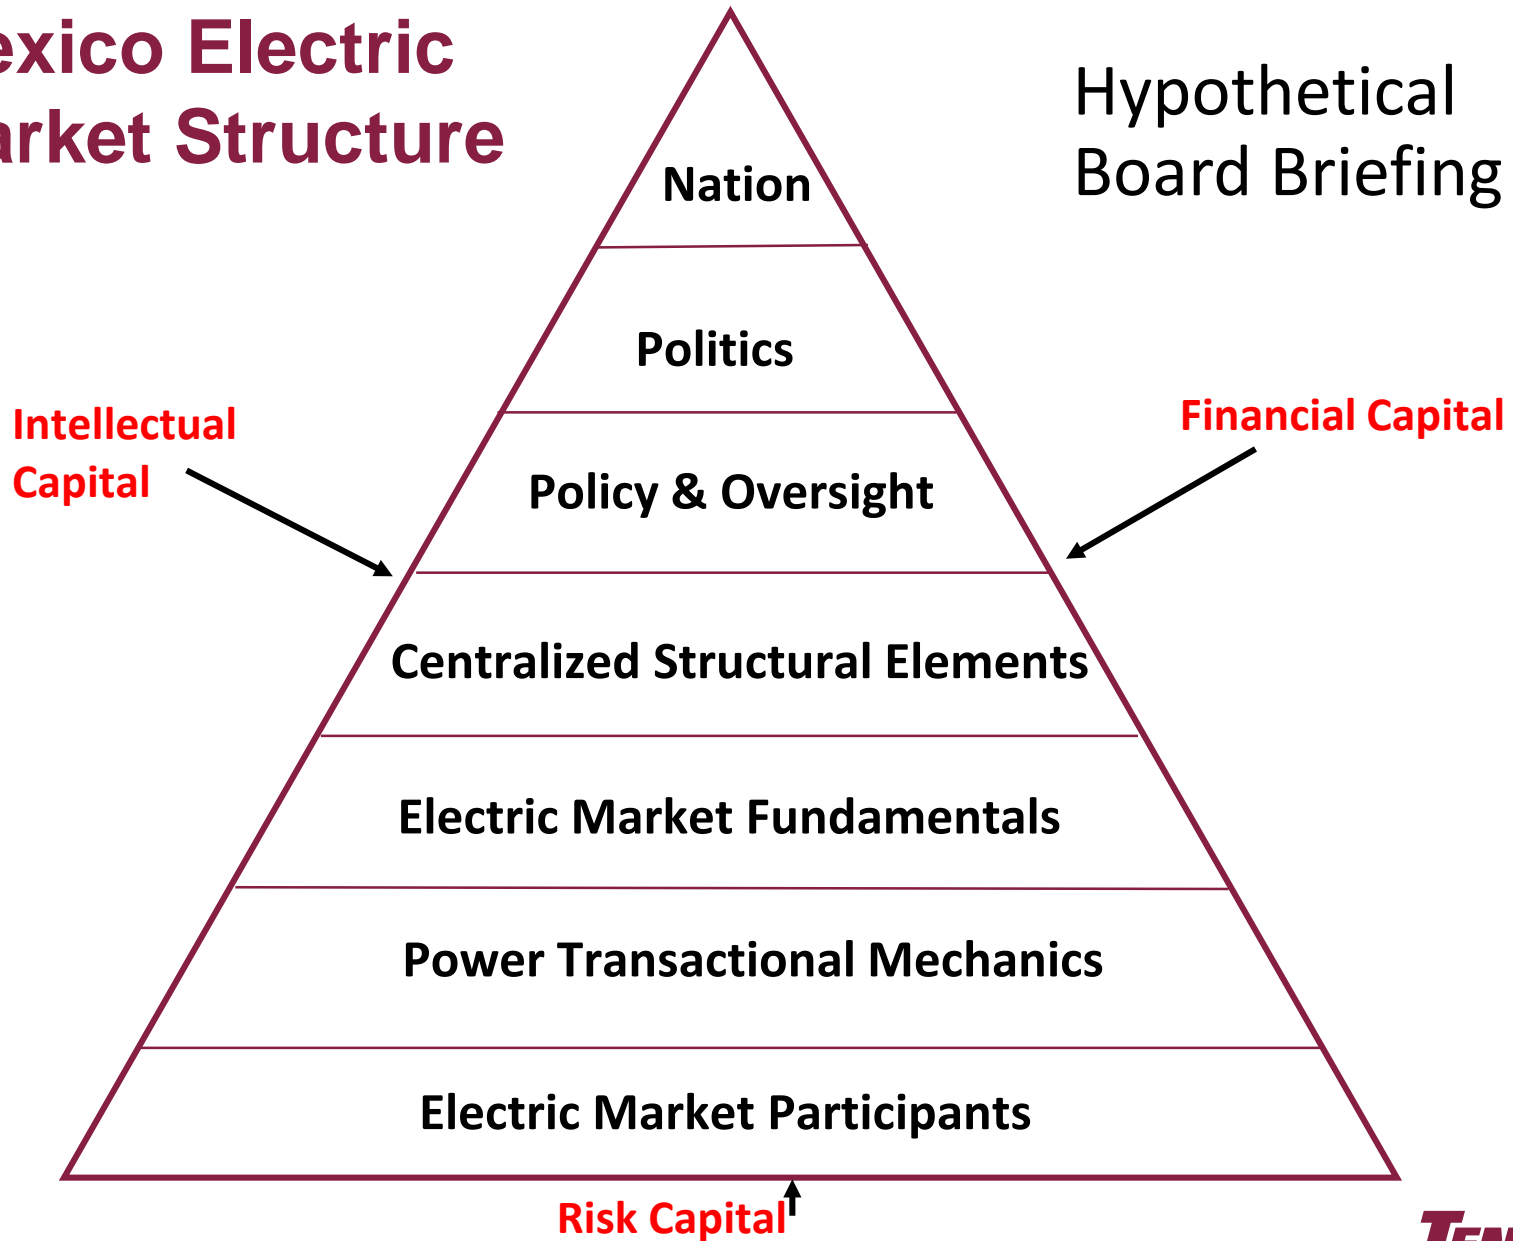 exico Electric
arket Structure
Hypothetical
Board Briefing
Nation
Politics
Intellectual
Capital
Financial Capital
Policy & Oversight
Centralized Structural Elements
Electric Market Fundamentals
Power Transactional Mechanics
Electric Market Participants
Risk Capital